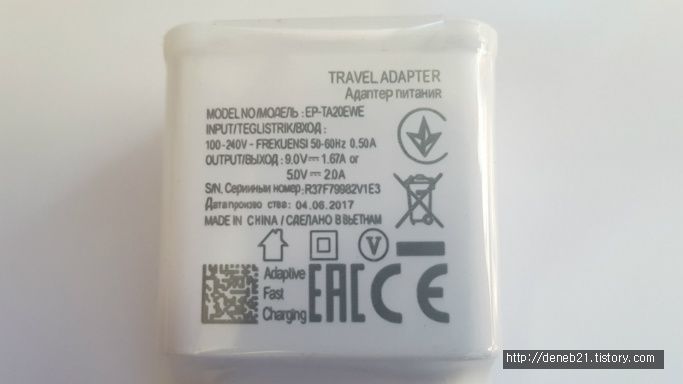 TRAVEL ADAPTER
Адаптер питания
MODEL NO/МОДЕЛЬ : EP-TA20EWE
INPUT/TEGLISTRIK/ВХОД :
100-240V - FREKUENSI 50-60Hz 0.50A
OUTPUT/ВЫХОД: 9.0V⎓ 1.67A or
5.0V⎓ 2.0A
S/N, Серииный номер: R37F79982V1E3
Дата произво ства: 04.06.2017
MADE IN CHINA / СДЕЛАНО В ВЬЕТНАМ
V
Adaptive
Fast
Charging
EAC CE
http://deneb21.tistory.com